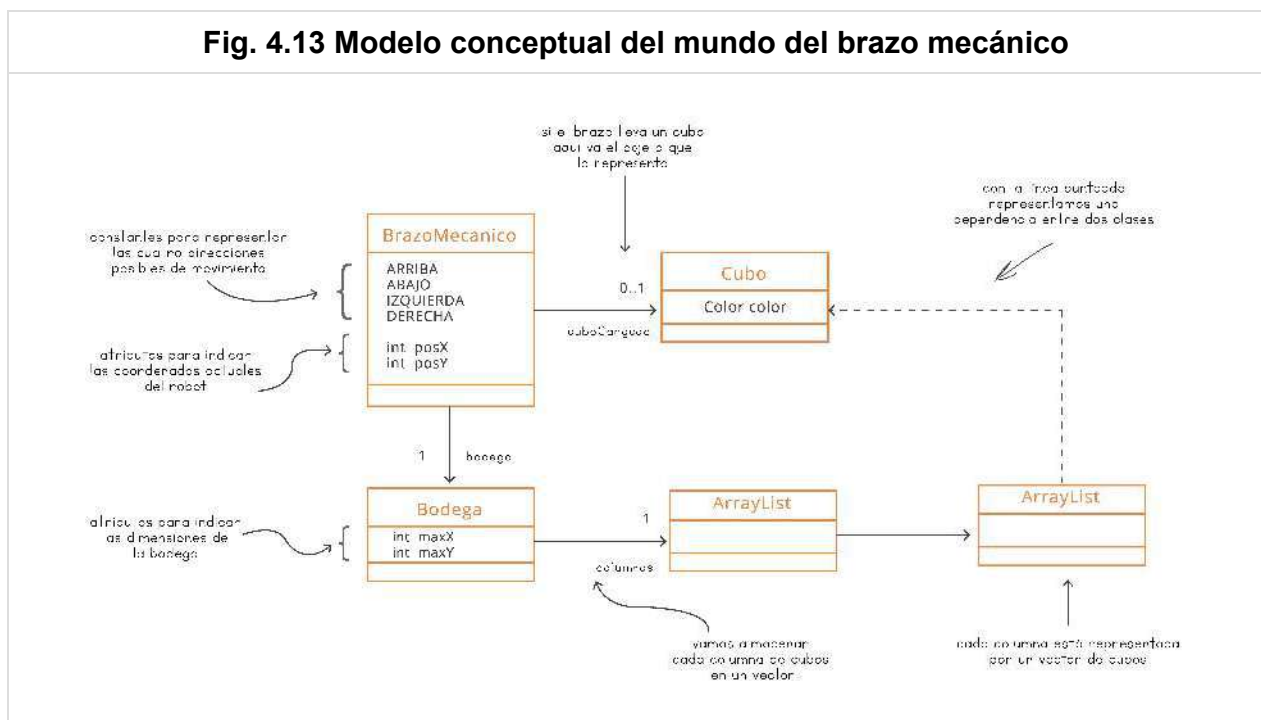 Fig. 4.13 Modelo conceptual del mundo del brazo mecánico
si el brazo lleva un cubo
aquí va el que
lo representa
con la línea punteada
representamos una
dependencia entre dos clases
constantes para representar
las cuatro direcciones
posibles de movimiento
BrazoMecanico
ARRIBA
ABAJO
IZQUIERDA
DERECHA
int posX
int posY
0..1
cuboCargado
Cubo
Color color
atributos para indicar
las coordenadas actuales
del robot
1
bodega
atributos para indicar
las dimensiones de
la bodega
Bodega
int maxX
int maxY
1
columnas
ArrayList
ArrayList
vamos a almacenar
cada columna de cubos
en un vector
cada columna está representada
por un vector de cubos